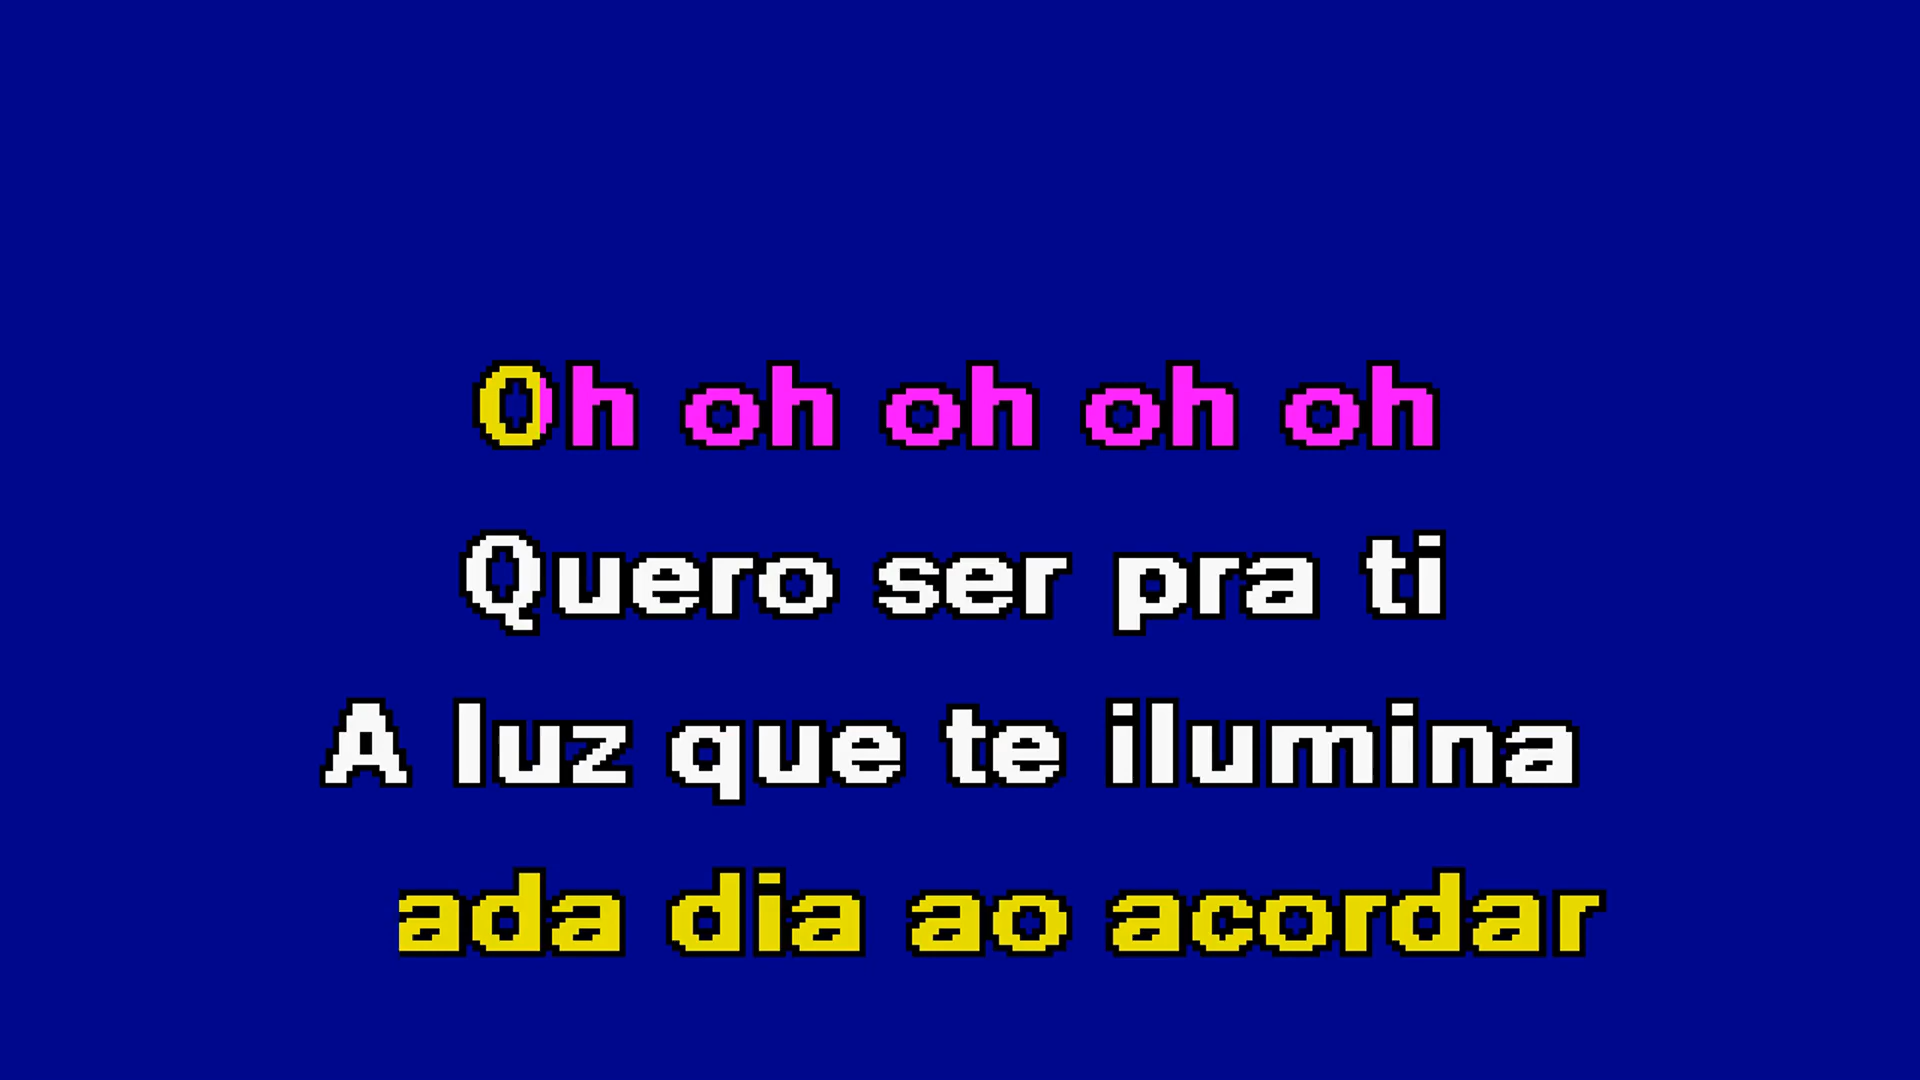 Oh oh oh oh oh
Quero ser pra ti
A luz que te ilumina
ada dia ao acordar